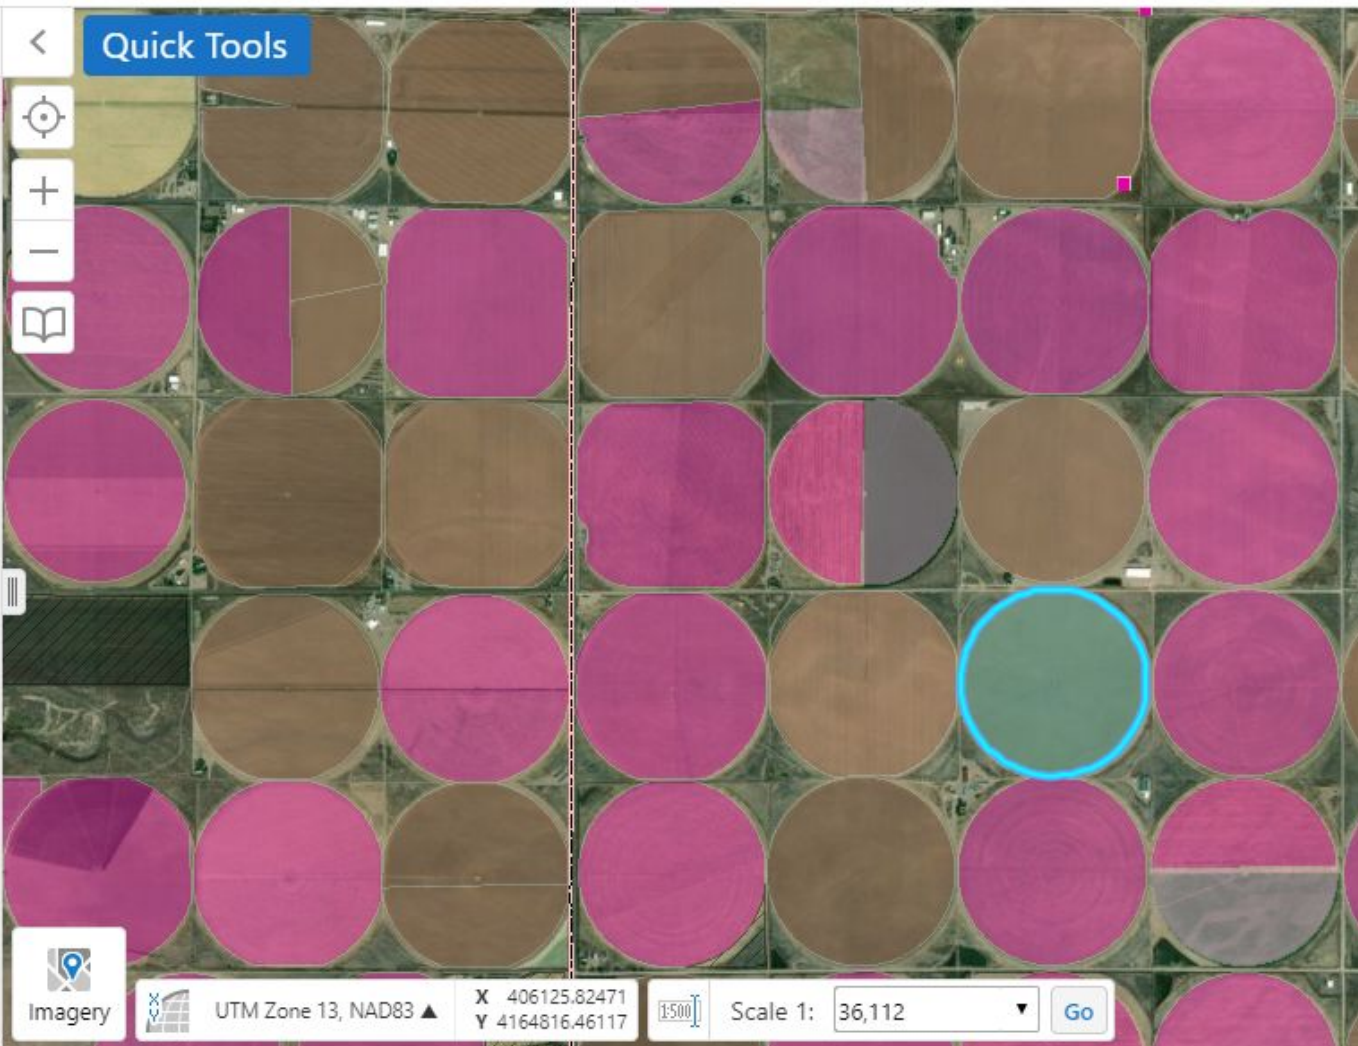 Quick Tools
Imagery
X Y
UTM Zone 13, NAD83 ▲
X 406125.82471
Y 4164816.46117
1:500
Scale 1:
36,112
Go